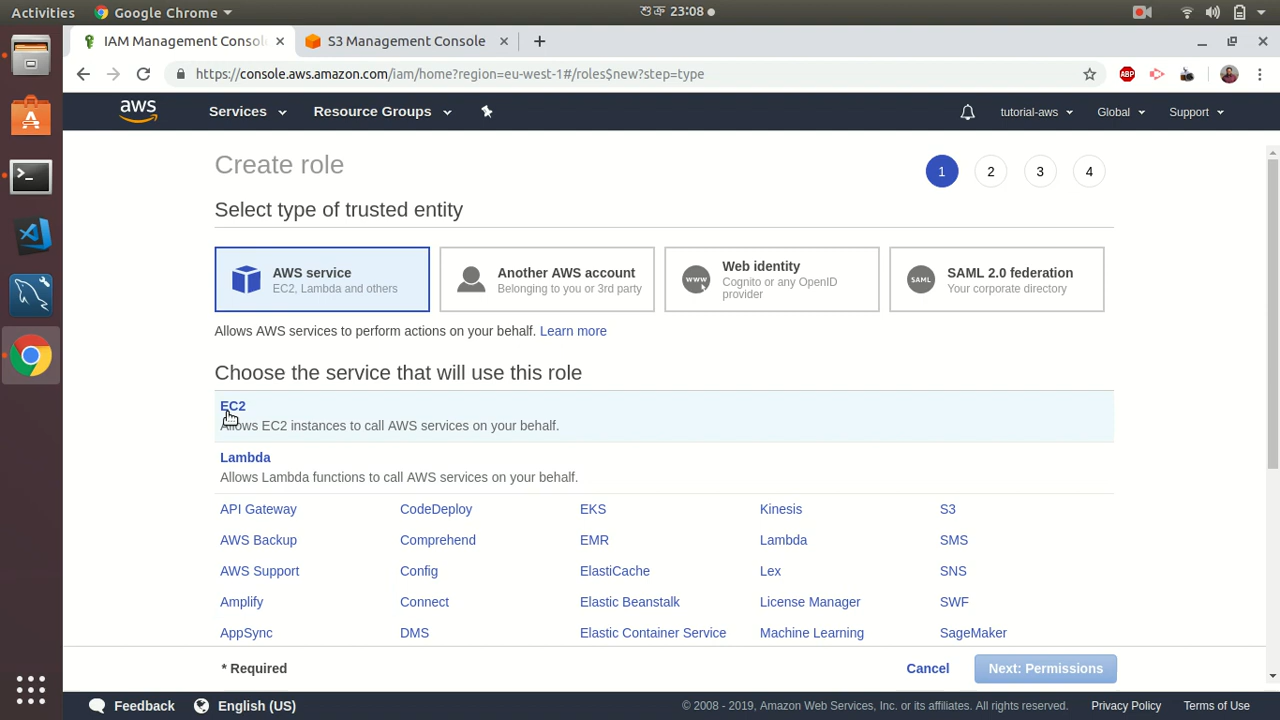 Activities Google Chrome শুক্র 23:08
IAM Management Consol S3 Management Console
https://console.aws.amazon.com/iam/home?region=eu-west-1#/roles$new?step=type ABP
aws Services Resource Groups tutorial-aws Global Support
Create role 1 2 3 4
Select type of trusted entity
AWS service
EC2, Lambda and others
Another AWS account
Belonging to you or 3rd party
www
Web identity
Cognito or any OpenID
provider
SAML
SAML 2.0 federation
Your corporate directory
Allows AWS services to perform actions on your behalf. Learn more
Choose the service that will use this role
EC2
Allows EC2 instances to call AWS services on your behalf.
Lambda
Allows Lambda functions to call AWS services on your behalf.
API Gateway CodeDeploy EKS Kinesis S3
AWS Backup Comprehend EMR Lambda SMS
AWS Support Config ElastiCache Lex SNS
Amplify Connect Elastic Beanstalk License Manager SWF
AppSync DMS Elastic Container Service Machine Learning SageMaker
* Required Cancel Next: Permissions
Feedback English (US) © 2008 - 2019, Amazon Web Services, Inc. or its affiliates. All rights reserved. Privacy Policy Terms of Use